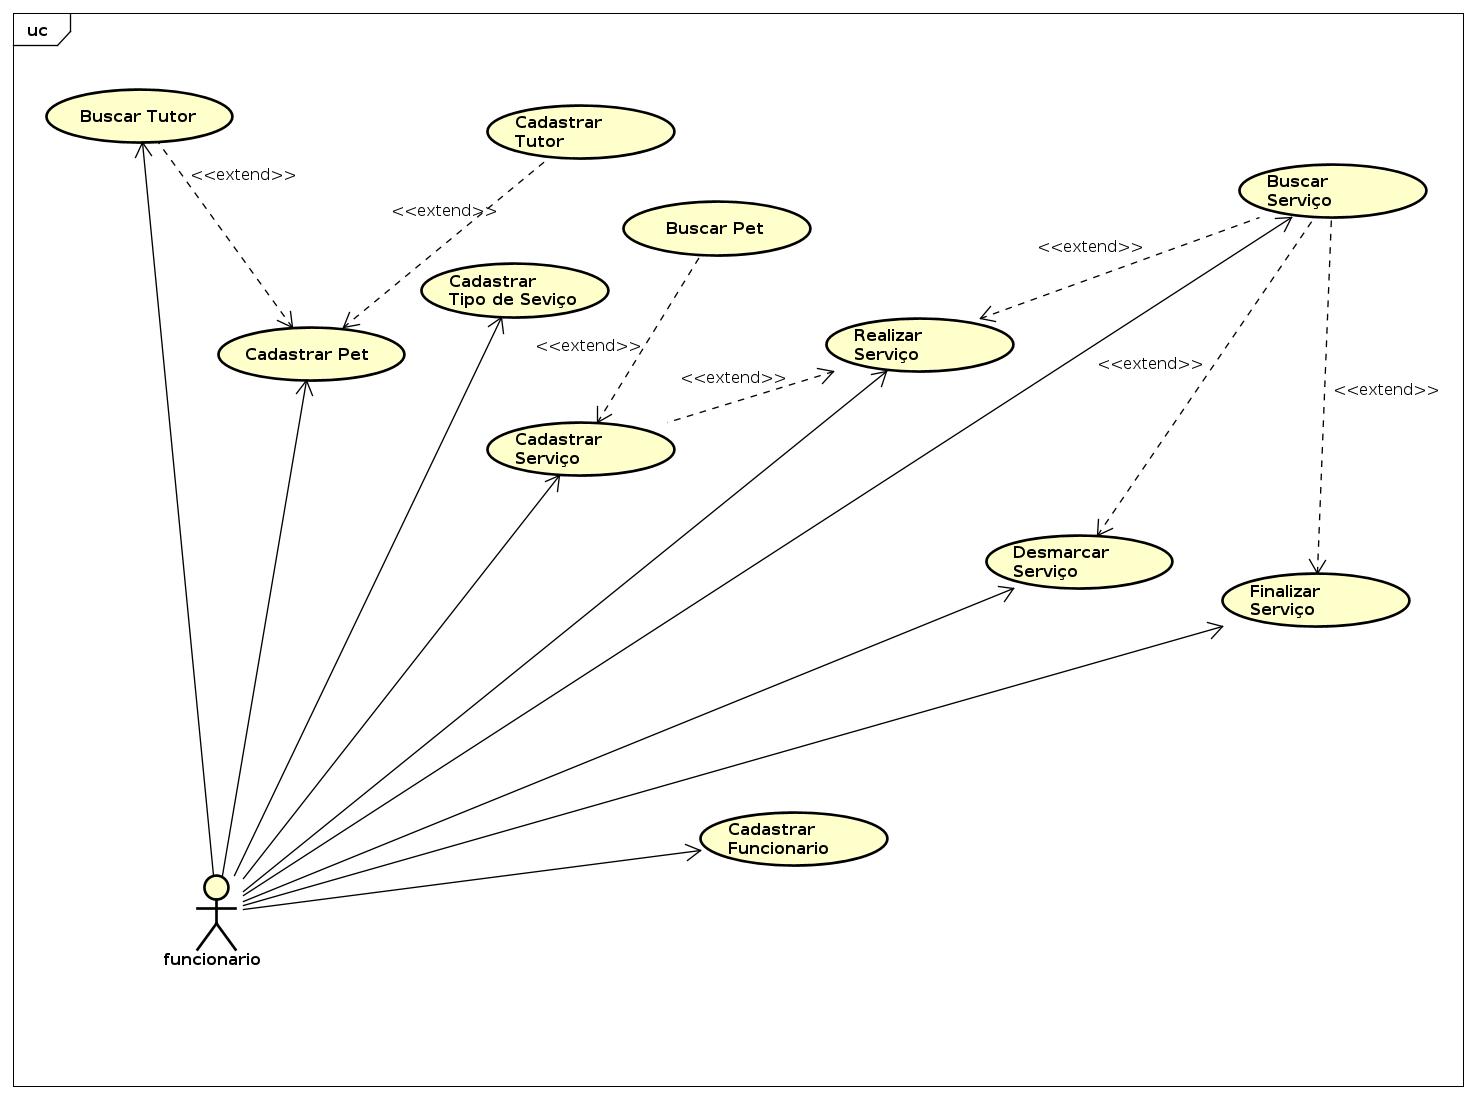 uc
Buscar Tutor
Cadastrar
Tutor
<<extend>>
<<extend>>
Buscar Pet
Buscar
Serviço
<<extend>>
Cadastrar
Tipo de Seviço
Cadastrar Pet
<<extend>>
Realizar
Serviço
<<extend>>
<<extend>>
<<extend>>
Cadastrar
Serviço
Desmarcar
Serviço
Finalizar
Serviço
Cadastrar
Funcionario
funcionario